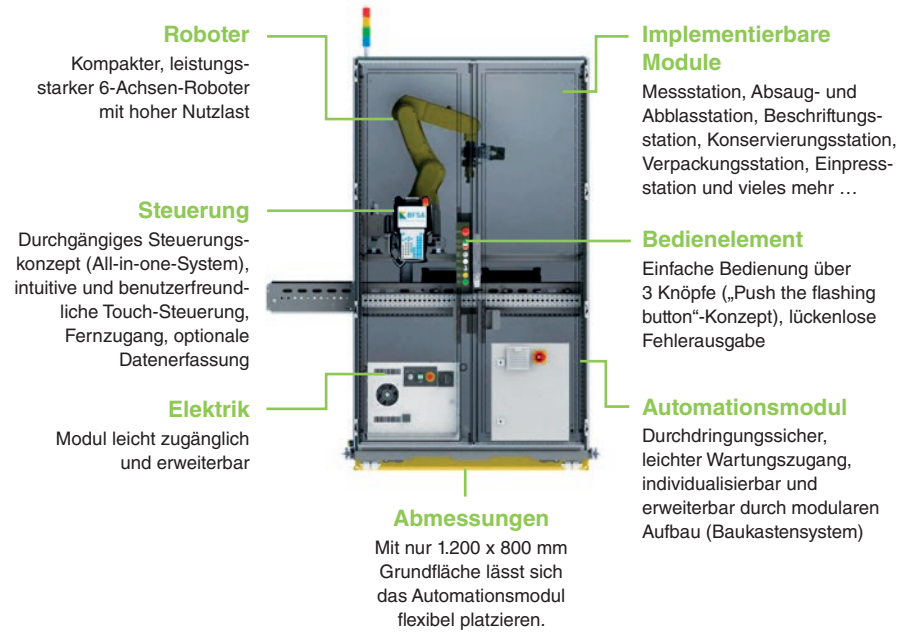 Roboter
Kompakter, leistungs-
starker 6-Achsen-Roboter
mit hoher Nutzlast
Steuerung
Durchgängiges Steuerungs-
konzept (All-in-one-System),
intuitive und benutzerfreund-
liche Touch-Steuerung,
Fernzugang, optionale
Datenerfassung
Elektrik
Modul leicht zugänglich
und erweiterbar
BFSA
Abmessungen
Mit nur 1.200 x 800 mm
Grundfläche lässt sich
das Automationsmodul
flexibel platzieren.
Implementierbare
Module
Messstation, Absaug- und
Abblasstation, Beschriftungs-
station, Konservierungsstation,
Verpackungsstation, Einpress-
station und vieles mehr …
Bedienelement
Einfache Bedienung über
3 Knöpfe („Push the flashing
button“-Konzept), lückenlose
Fehlerausgabe
Automationsmodul
Durchdringungssicher,
leichter Wartungszugang,
individualisierbar und
erweiterbar durch modularen
Aufbau (Baukastensystem)